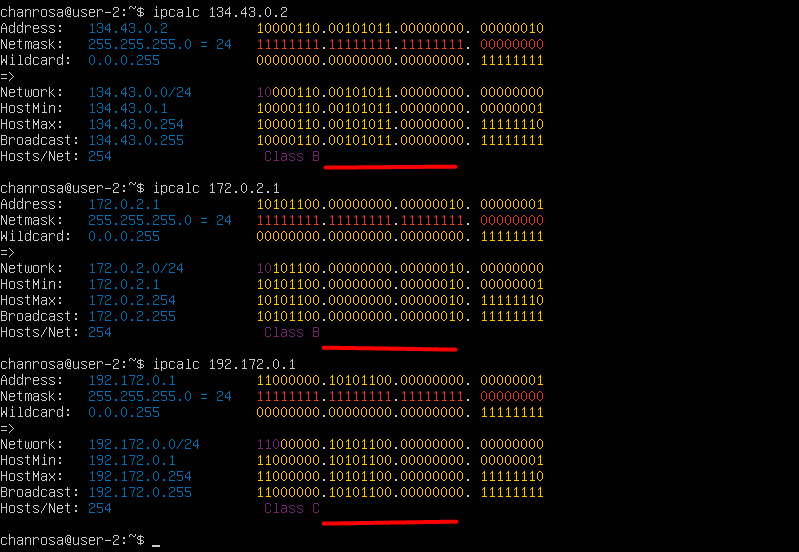 chanrosa@user-2:~$ ipcalc 134.43.0.2
Address: 134.43.0.2 10000110.00101011.00000000. 00000010
Netmask: 255.255.255.0 = 24 11111111.11111111.11111111. 00000000
Wildcard: 0.0.0.255 00000000.00000000.00000000. 11111111
=>
Network: 134.43.0.0/24 10000110.00101011.00000000. 00000000
HostMin: 134.43.0.1 10000110.00101011.00000000. 00000001
HostMax: 134.43.0.254 10000110.00101011.00000000. 11111110
Broadcast: 134.43.0.255 10000110.00101011.00000000. 11111111
Hosts/Net: 254 Class B
chanrosa@user-2:~$ ipcalc 172.0.2.1
Address: 172.0.2.1 10101100.00000000.00000010. 00000001
Netmask: 255.255.255.0 = 24 11111111.11111111.11111111. 00000000
Wildcard: 0.0.0.255 00000000.00000000.00000000. 11111111
=>
Network: 172.0.2.0/24 10101100.00000000.00000010. 00000000
HostMin: 172.0.2.1 10101100.00000000.00000010. 00000001
HostMax: 172.0.2.254 10101100.00000000.00000010. 11111110
Broadcast: 172.0.2.255 10101100.00000000.00000010. 11111111
Hosts/Net: 254 Class B
chanrosa@user-2:~$ ipcalc 192.172.0.1
Address: 192.172.0.1 11000000.10101100.00000000. 00000001
Netmask: 255.255.255.0 = 24 11111111.11111111.11111111. 00000000
Wildcard: 0.0.0.255 00000000.00000000.00000000. 11111111
=>
Network: 192.172.0.0/24 11000000.10101100.00000000. 00000000
HostMin: 192.172.0.1 11000000.10101100.00000000. 00000001
HostMax: 192.172.0.254 11000000.10101100.00000000. 11111110
Broadcast: 192.172.0.255 11000000.10101100.00000000. 11111111
Hosts/Net: 254 Class C
chanrosa@user-2:~$ _